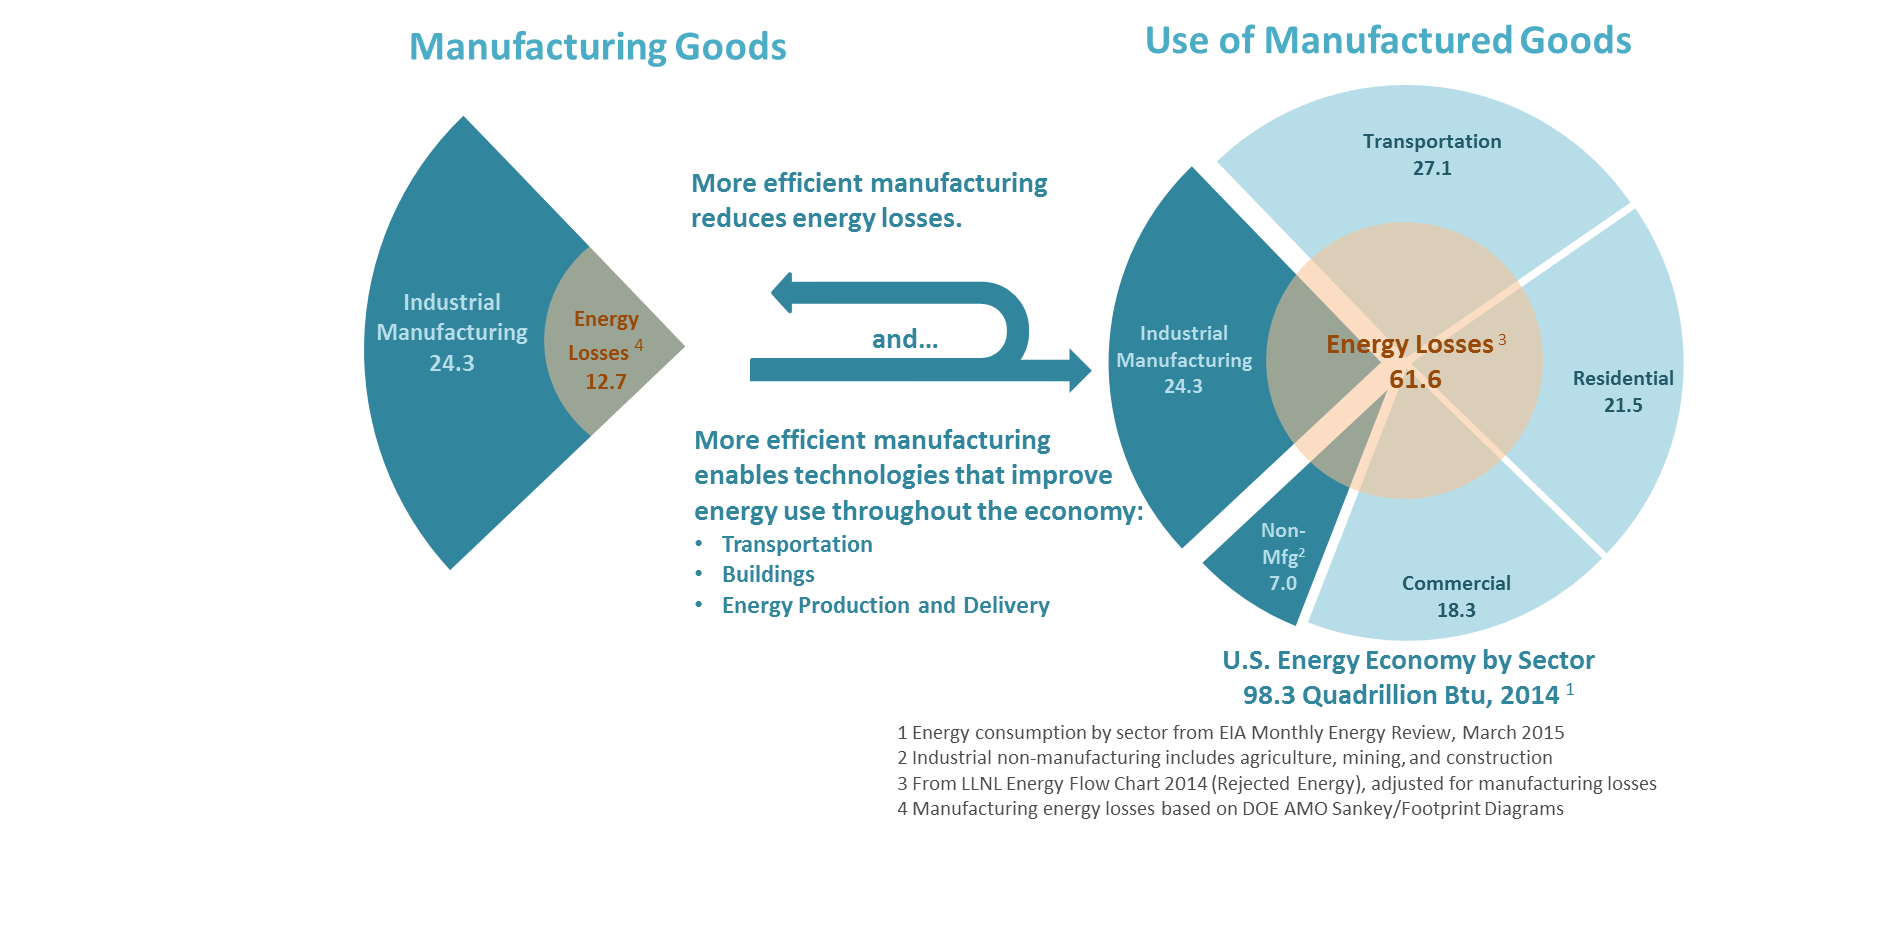 Manufacturing Goods
Use of Manufactured Goods
Industrial
Manufacturing
24.3
Energy
Losses 4
12.7
More efficient manufacturing
reduces energy losses.
and...
More efficient manufacturing
enables technologies that improve
energy use throughout the economy:
• Transportation
• Buildings
• Energy Production and Delivery
Transportation
27.1
Industrial
Manufacturing
24.3
Energy Losses 3
61.6
Residential
21.5
Non-
Mfg2
7.0
Commercial
18.3
U.S. Energy Economy by Sector
98.3 Quadrillion Btu, 2014 1
1 Energy consumption by sector from EIA Monthly Energy Review, March 2015
2 Industrial non-manufacturing includes agriculture, mining, and construction
3 From LLNL Energy Flow Chart 2014 (Rejected Energy), adjusted for manufacturing losses
4 Manufacturing energy losses based on DOE AMO Sankey/Footprint Diagrams